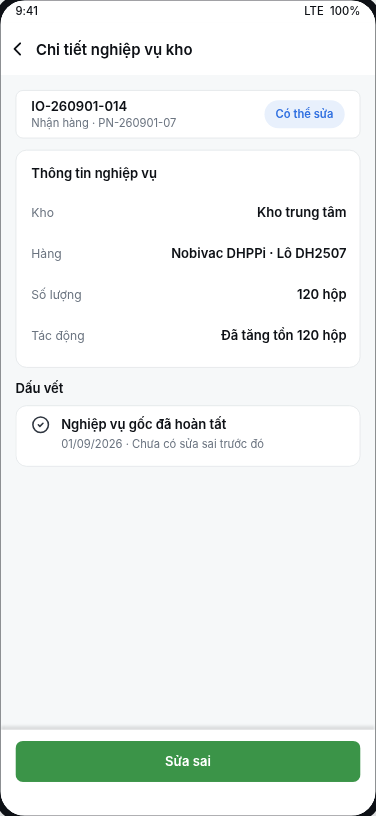 9:41 LTE 100%
Chi tiết nghiệp vụ kho
IO-260901-014
Nhận hàng · PN-260901-07
Có thể sửa
Thông tin nghiệp vụ
Kho Kho trung tâm
Hàng Nobivac DHPPi · Lô DH2507
Số lượng 120 hộp
Tác động Đã tăng tồn 120 hộp
Dấu vết
Nghiệp vụ gốc đã hoàn tất
01/09/2026 · Chưa có sửa sai trước đó
Sửa sai